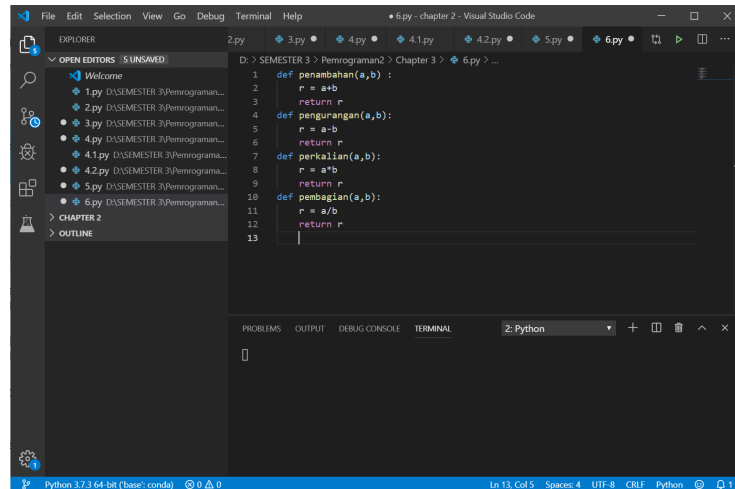 File Edit Selection View Go Debug Terminal Help ● 6.py - chapter 2 - Visual Studio Code
EXPLORER
2.py 3.py ● 4.py ● 4.1.py 4.2.py ● 5.py ● 6.py ●
OPEN EDITORS 5 UNSAVED
D: > SEMESTER 3 > Pemrograman2 > Chapter 3 > 6.py > ...
Welcome
1.py D:\SEMESTER 3\Pemrograman...
2.py D:\SEMESTER 3\Pemrograman...
● 3.py D:\SEMESTER 3\Pemrograman...
● 4.py D:\SEMESTER 3\Pemrograman...
4.1.py D:\SEMESTER 3\Pemrograma...
● 4.2.py D:\SEMESTER 3\Pemrograma...
● 5.py D:\SEMESTER 3\Pemrograman...
● 6.py D:\SEMESTER 3\Pemrograman...
CHAPTER 2
OUTLINE
5
1
1 def penambahan(a,b) :
2 r = a+b
3 return r
4 def pengurangan(a,b):
5 r = a-b
6 return r
7 def perkalian(a,b):
8 r = a*b
9 return r
10 def pembagian(a,b):
11 r = a/b
12 return r
13
PROBLEMS OUTPUT DEBUG CONSOLE TERMINAL 2: Python
Python 3.7.3 64-bit ('base': conda) 0 0 Ln 13, Col 5 Spaces: 4 UTF-8 CRLF Python 1